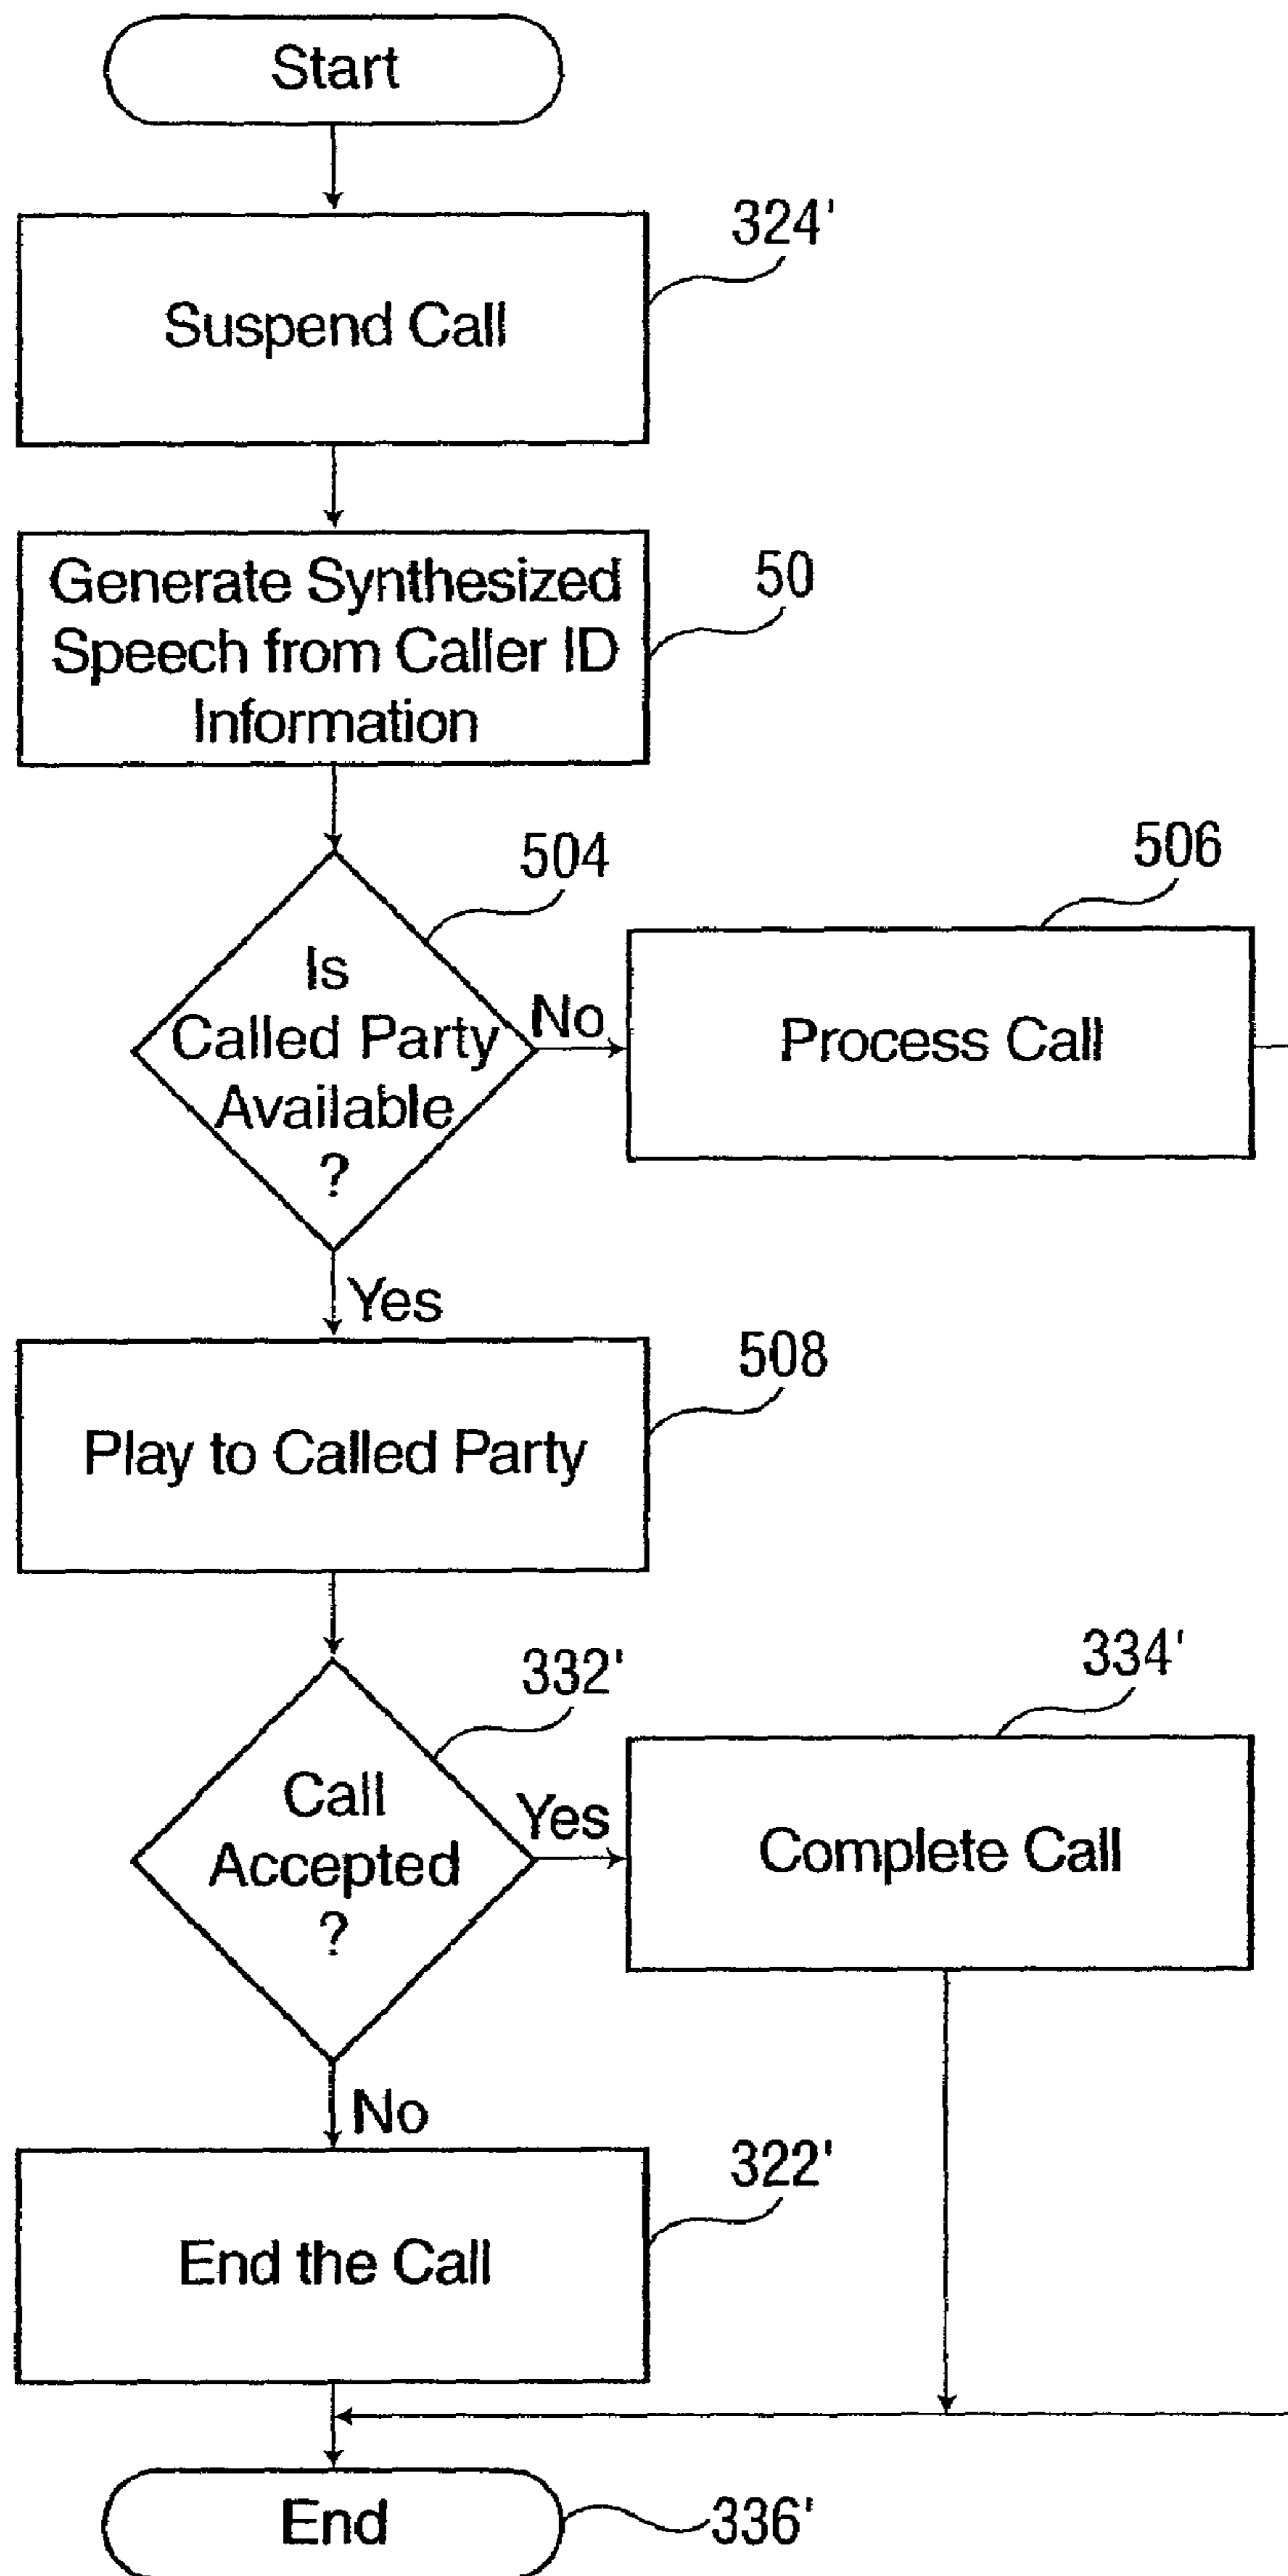 Start
324'
Suspend Call
50
Generate Synthesized
Speech from Caller ID
Information
504
506
Is
Called Party
Available
?
No
Process Call
Yes
508
Play to Called Party
332'
334'
Call
Accepted
?
Yes
Complete Call
No
322'
End the Call
End
336'